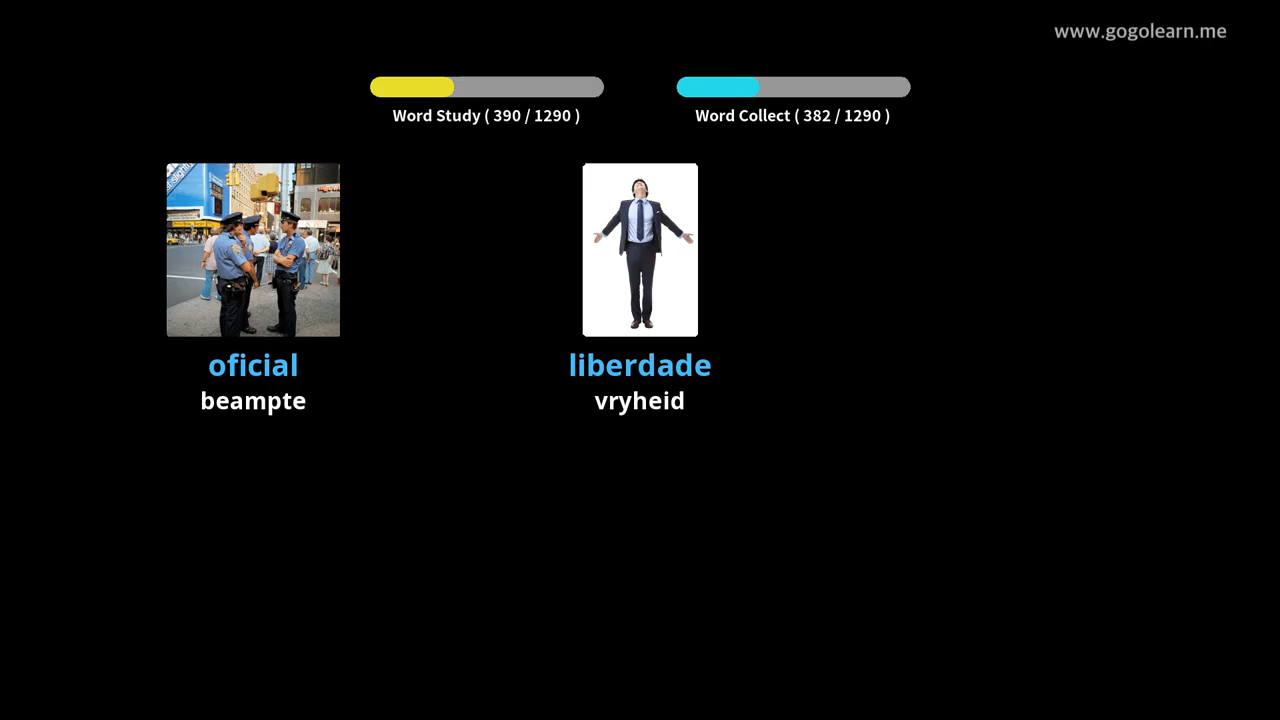 www.gogolearn.me
Word Study ( 390 / 1290 )
Word Collect ( 382 / 1290 )
oficial
beampte
liberdade
vryheid